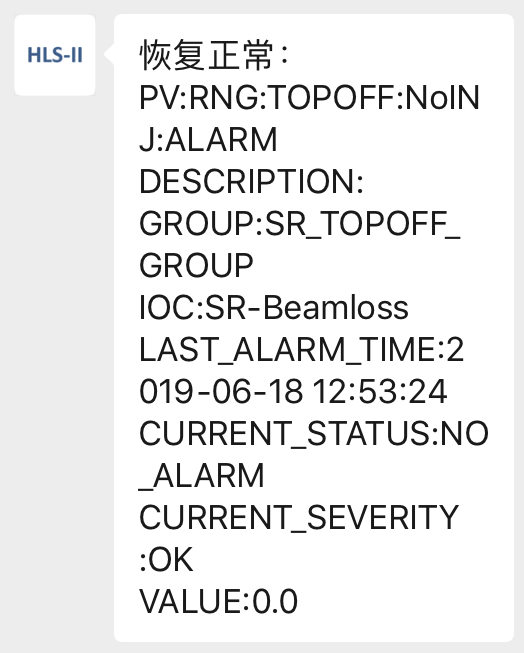 HLS-II
恢复正常：
PV:RNG:TOPOFF:NoIN
J:ALARM
DESCRIPTION:
GROUP:SR_TOPOFF_
GROUP
IOC:SR-Beamloss
LAST_ALARM_TIME:2
019-06-18 12:53:24
CURRENT_STATUS:NO
_ALARM
CURRENT_SEVERITY
:OK
VALUE:0.0